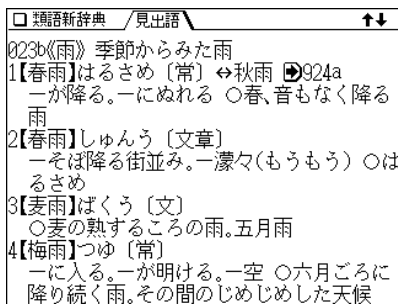 類語新辞典 見出語 ↑↓
023b《雨》 季節からみた雨
1【春雨】はるさめ〔常〕↔秋雨 ➡924a
ーが降る。ーにぬれる ○春、音もなく降る
雨
2【春雨】しゅんう〔文章〕
ーそぼ降る街並み。ー濛々(もうもう) ○は
るさめ
3【麦雨】ばくう〔文〕
○麦の熟するころの雨。五月雨
4【梅雨】つゆ〔常〕
ーに入る。ーが明ける。ー空 ○六月ごろに
降り続く雨。その間のじめじめした天候